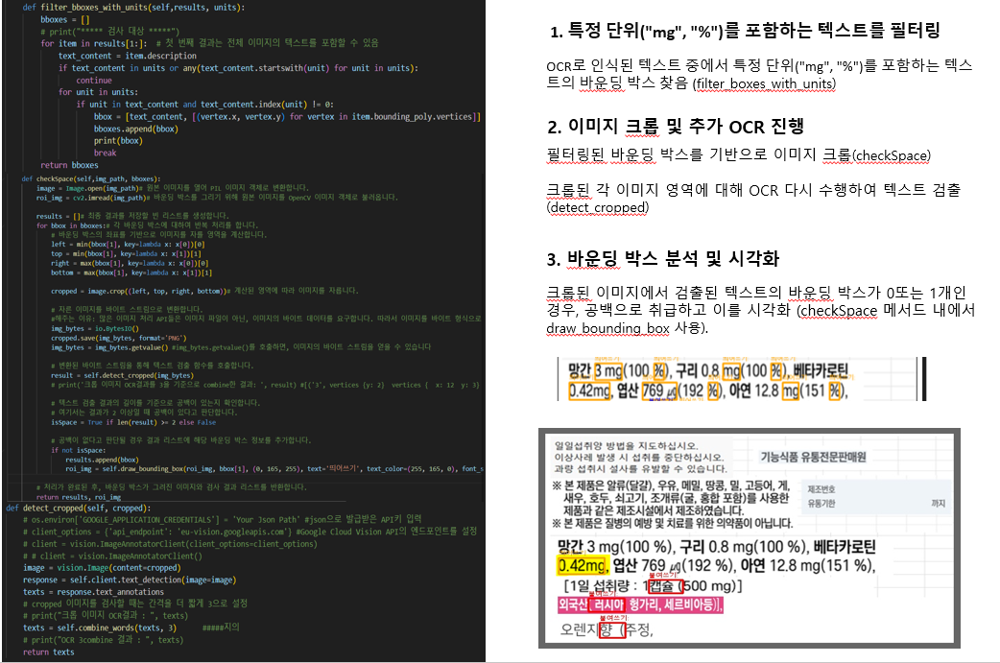 def filter_bboxes_with_units(self,results, units):
bboxes = []
# print("***** 검사 대상 *****")
for item in results[1:]:  # 첫 번째 결과는 전체 이미지의 텍스트를 포함할 수 있음
text_content = item.description
if text_content in units or any(text_content.startswith(unit) for unit in units):
continue
for unit in units:
if unit in text_content and text_content.index(unit) != 0:
bbox = [text_content, [(vertex.x, vertex.y) for vertex in item.bounding_poly.vertices]]
bboxes.append(bbox)
print(bbox)
break
return bboxes
def checkSpace(self,img_path, bboxes):
image = Image.open(img_path)# 원본 이미지를 열어 PIL 이미지 객체로 변환합니다.
roi_img = cv2.imread(img_path)# 바운딩 박스를 그리기 위해 원본 이미지를 OpenCV 이미지 객체로 불러옵니다.
results = []# 최종 결과를 저장할 빈 리스트를 생성합니다.
for bbox in bboxes:# 각 바운딩 박스에 대하여 반복 처리를 합니다.
# 바운딩 박스의 좌표를 기반으로 이미지를 자를 영역을 계산합니다.
left = min(bbox[1], key=lambda x: x[0])[0]
top = min(bbox[1], key=lambda x: x[1])[1]
right = max(bbox[1], key=lambda x: x[0])[0]
bottom = max(bbox[1], key=lambda x: x[1])[1]
cropped = image.crop((left, top, right, bottom))# 계산된 영역에 따라 이미지를 자릅니다.
# 자른 이미지를 바이트 스트림으로 변환합니다.
#해주는 이유: 많은 이미지 처리 API들은 이미지 파일이 아닌, 이미지의 바이트 데이터를 요구합니다. 따라서 이미지를 바이트 형식으로
img_bytes = io.BytesIO()
cropped.save(img_bytes, format='PNG')
img_bytes = img_bytes.getvalue() #img_bytes.getvalue()를 호출하면, 이미지의 바이트 스트림을 얻을 수 있습니다
# 변환된 바이트 스트림을 통해 텍스트 검출 함수를 호출합니다.
result = self.detect_cropped(img_bytes)
# print('크롭 이미지 OCR결과를 3을 기준으로 combine한 결과: ', result) #[('3', vertices {y: 2}  vertices {  x: 12  y: 3}
# 텍스트 검출 결과의 길이를 기준으로 공백이 있는지 확인합니다.
# 여기서는 결과가 2 이상일 때 공백이 있다고 판단합니다.
isSpace = True if len(result) >= 2 else False
# 공백이 없다고 판단될 경우 결과 리스트에 해당 바운딩 박스 정보를 추가합니다.
if not isSpace:
results.append(bbox)
roi_img = self.draw_bounding_box(roi_img, bbox[1], (0, 165, 255), text='띄어쓰기', text_color=(255, 165, 0), font_s
# 처리가 완료된 후, 바운딩 박스가 그려진 이미지와 검사 결과 리스트를 반환합니다.
return results, roi_img
def detect_cropped(self, cropped):
# os.environ['GOOGLE_APPLICATION_CREDENTIALS'] = 'Your Json Path' #json으로 발급받은 API키 입력
# client_options = {'api_endpoint': 'eu-vision.googleapis.com'} #Google Cloud Vision API의 엔드포인트를 설정
# client = vision.ImageAnnotatorClient(client_options=client_options)
# # client = vision.ImageAnnotatorClient()
image = vision.Image(content=cropped)
response = self.client.text_detection(image=image)
texts = response.text_annotations
# cropped 이미지를 검사할 때는 간격을 더 짧게 3으로 설정
# print("크롭 이미지 OCR결과 : ", texts)
texts = self.combine_words(texts, 3)     #####지의
# print("OCR 3combine 결과 : ", texts)
return texts
1. 특정 단위("mg", "%")를 포함하는 텍스트를 필터링
OCR로 인식된 텍스트 중에서 특정 단위("mg", "%")를 포함하는 텍스
트의 바운딩 박스 찾음 (filter_boxes_with_units)
2. 이미지 크롭 및 추가 OCR 진행
필터링된 바운딩 박스를 기반으로 이미지 크롭(checkSpace)
크롭된 각 이미지 영역에 대해 OCR 다시 수행하여 텍스트 검출
(detect_cropped)
3. 바운딩 박스 분석 및 시각화
크롭된 이미지에서 검출된 텍스트의 바운딩 박스가 0또는 1개인
경우, 공백으로 취급하고 이를 시각화 (checkSpace 메서드 내에서
draw_bounding_box 사용).
띄어쓰기 띄어쓰기 띄어쓰기 띄어쓰기
망간 3 mg(100 %), 구리 0.8 mg(100 %), 베타카로틴
0.42mg, 엽산 769 ㎍(192 %), 아연 12.8 mg(151 %),
일일섭취양 방법을 지도하십시오.
이상사례 발생 시 섭취를 중단하십시오.
과량 섭취시 설사를 유발할 수 있습니다.
기능식품 유통전문판매원
※ 본 제품은 알류(달걀), 우유, 메밀, 땅콩, 밀, 고등어, 게,
새우, 호두, 쇠고기, 조개류(굴, 홍합 포함)를 사용한
제품과 같은 제조시설에서 제조하였습니다.
※ 본 제품은 질병의 예방 및 치료를 위한 의약품이 아닙니다.
제조번호
유통기한 까지
망간 3 mg(100 %), 구리 0.8 mg(100 %), 베타카로틴
0.42mg, 엽산 769 ㎍(192 %), 아연 12.8 mg(151 %),
붙여쓰기
[1일 섭취량 : 1캡슐 (500 mg)]
붙여쓰기
외국산[ 러시아, 헝가리, 세르비아등)],
붙여쓰기
오렌지향 (주정,